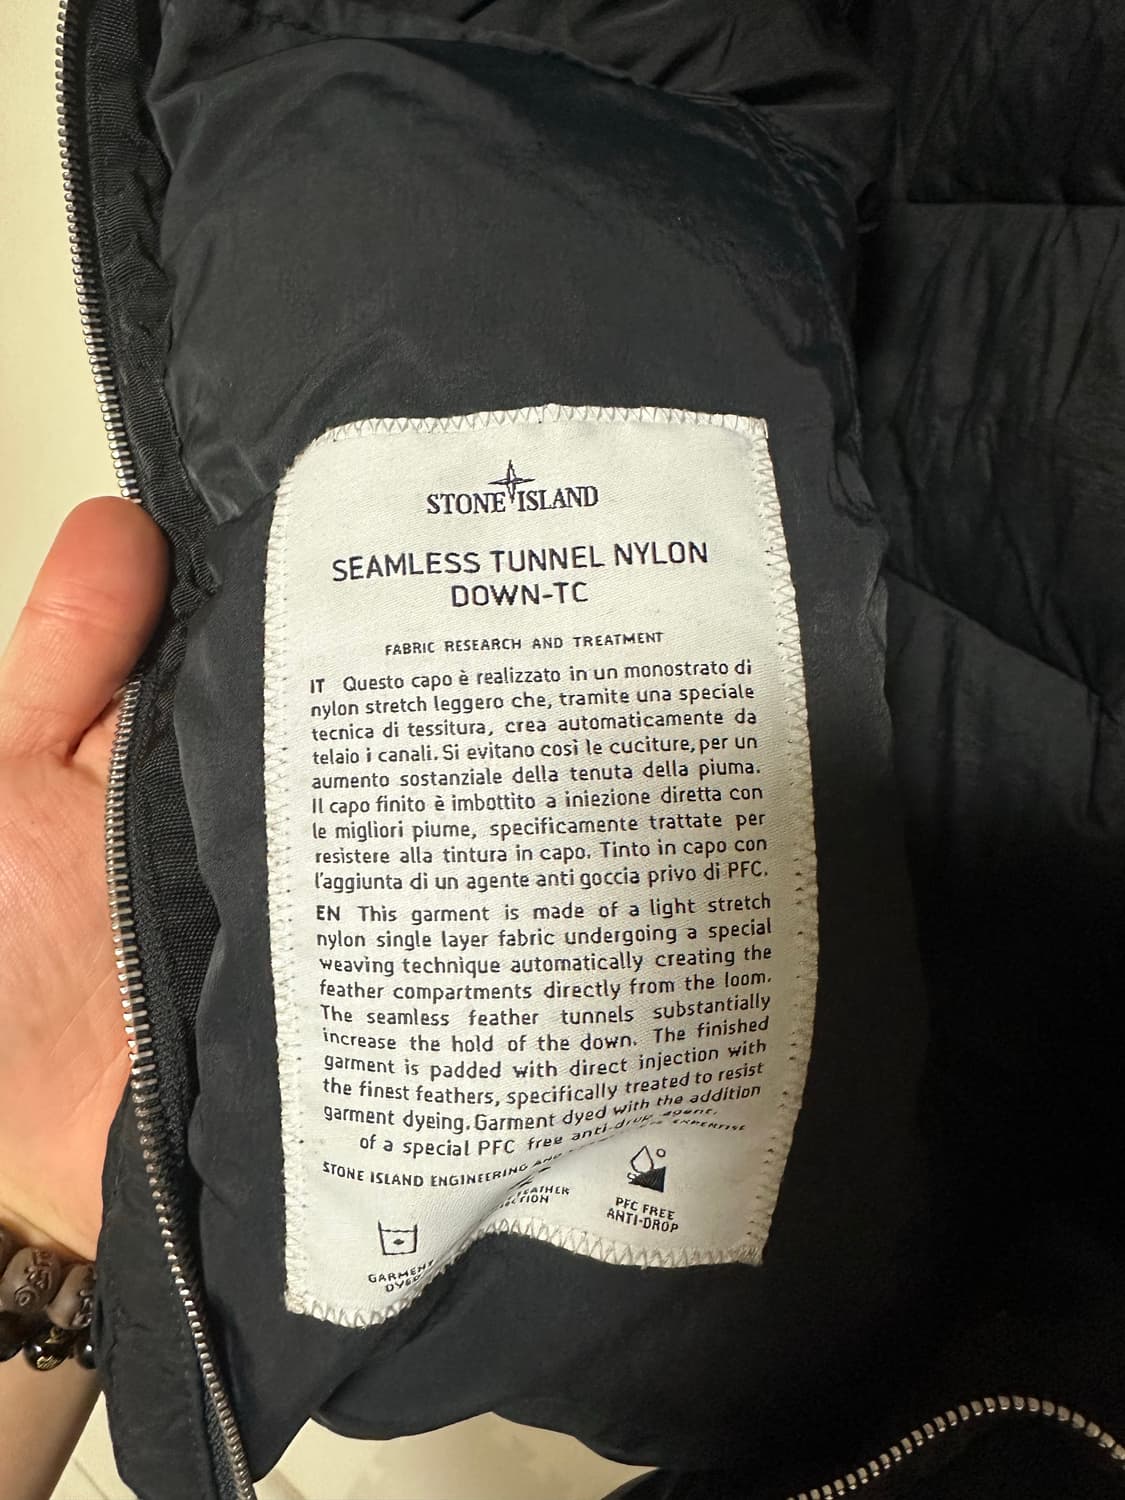 STONE ISLAND
SEAMLESS TUNNEL NYLON
DOWN-TC
FABRIC RESEARCH AND TREATMENT
IT Questo capo è realizzato in un monostrato di
nylon stretch leggero che, tramite una speciale
tecnica di tessitura, crea automaticamente da
telaio i canali. Si evitano così le cuciture, per un
aumento sostanziale della tenuta della piuma.
Il capo finito è imbottito a iniezione diretta con
le migliori piume, specificamente trattate per
resistere alla tintura in capo. Tinto in capo con
l'aggiunta di un agente anti goccia privo di PFC.
EN This garment is made of a light stretch
nylon single layer fabric undergoing a special
weaving technique automatically creating the
feather compartments directly from the loom.
The seamless feather tunnels substantially
increase the hold of the down. The finished
garment is padded with direct injection with
the finest feathers, specifically treated to resist
garment dyeing. Garment dyed with the addition
of a special PFC free anti-drop agent.
STONE ISLAND ENGINEERING AND EXPERTISE
GARMENT
DYED
PFC FREE
ANTI-DROP